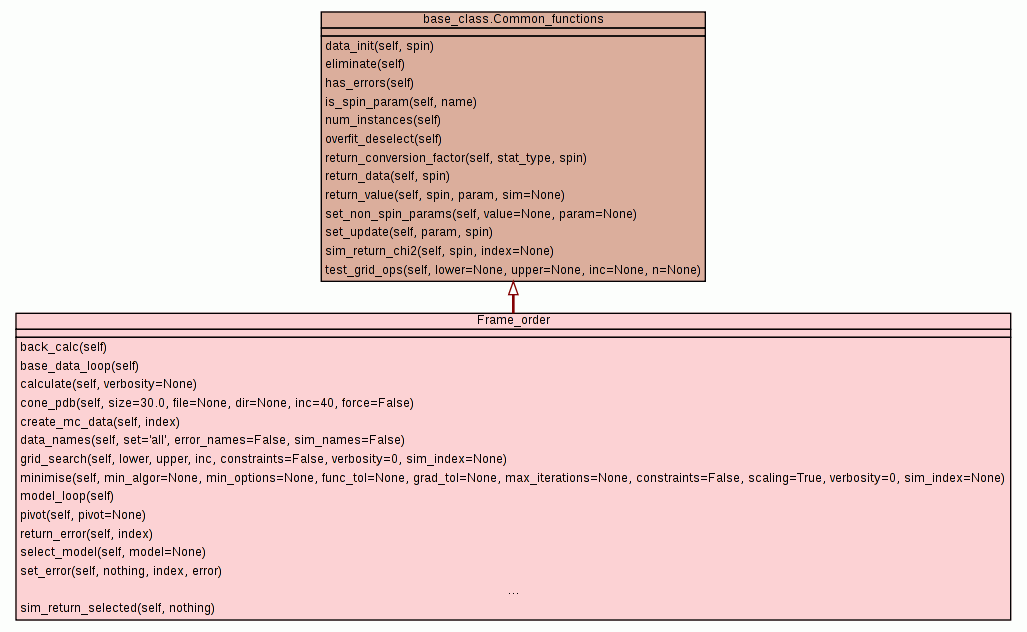 base_class.Common_functions
data_init(self, spin)
eliminate(self)
has_errors(self)
is_spin_param(self, name)
num_instances(self)
overfit_deselect(self)
return_conversion_factor(self, stat_type, spin)
return_data(self, spin)
return_value(self, spin, param, sim=None)
set_non_spin_params(self, value=None, param=None)
set_update(self, param, spin)
sim_return_chi2(self, spin, index=None)
test_grid_ops(self, lower=None, upper=None, inc=None, n=None)
Frame_order
back_calc(self)
base_data_loop(self)
calculate(self, verbosity=None)
cone_pdb(self, size=30.0, file=None, dir=None, inc=40, force=False)
create_mc_data(self, index)
data_names(self, set='all', error_names=False, sim_names=False)
grid_search(self, lower, upper, inc, constraints=False, verbosity=0, sim_index=None)
minimise(self, min_algor=None, min_options=None, func_tol=None, grad_tol=None, max_iterations=None, constraints=False, scaling=True, verbosity=0, sim_index=None)
model_loop(self)
pivot(self, pivot=None)
return_error(self, index)
select_model(self, model=None)
set_error(self, nothing, index, error)
...
sim_return_selected(self, nothing)